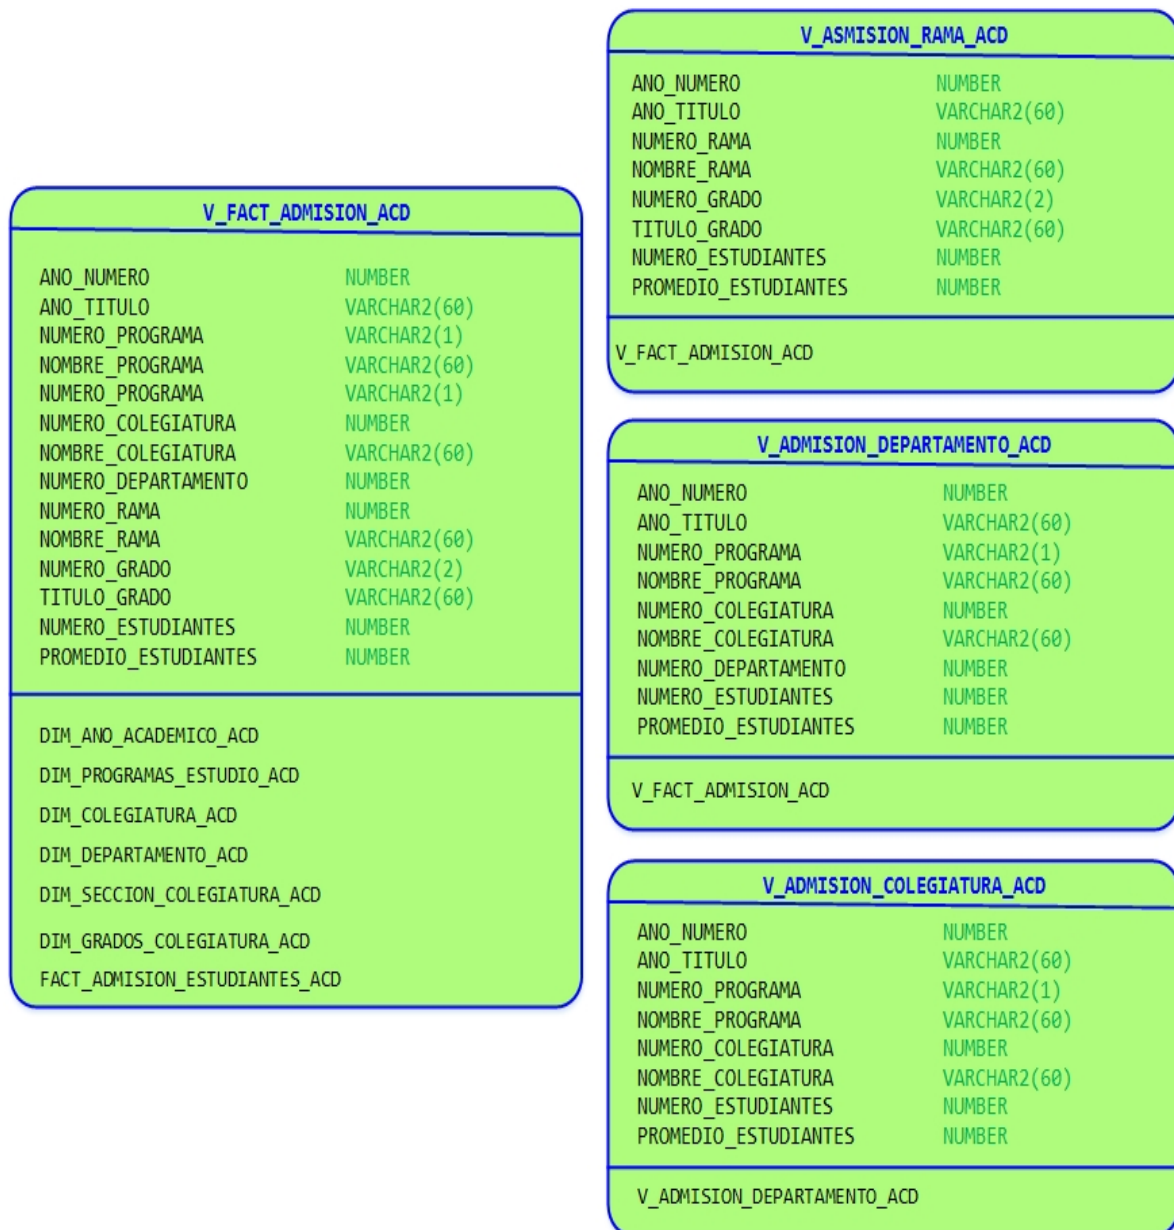 V_FACT_ADMISION_ACD
ANO_NUMERO NUMBER
ANO_TITULO VARCHAR2(60)
NUMERO_PROGRAMA VARCHAR2(1)
NOMBRE_PROGRAMA VARCHAR2(60)
NUMERO_PROGRAMA VARCHAR2(1)
NUMERO_COLEGIATURA NUMBER
NOMBRE_COLEGIATURA VARCHAR2(60)
NUMERO_DEPARTAMENTO NUMBER
NUMERO_RAMA NUMBER
NOMBRE_RAMA VARCHAR2(60)
NUMERO_GRADO VARCHAR2(2)
TITULO_GRADO VARCHAR2(60)
NUMERO_ESTUDIANTES NUMBER
PROMEDIO_ESTUDIANTES NUMBER
DIM_ANO_ACADEMICO_ACD
DIM_PROGRAMAS_ESTUDIO_ACD
DIM_COLEGIATURA_ACD
DIM_DEPARTAMENTO_ACD
DIM_SECCION_COLEGIATURA_ACD
DIM_GRADOS_COLEGIATURA_ACD
FACT_ADMISION_ESTUDIANTES_ACD
V_ASMISION_RAMA_ACD
ANO_NUMERO NUMBER
ANO_TITULO VARCHAR2(60)
NUMERO_RAMA NUMBER
NOMBRE_RAMA VARCHAR2(60)
NUMERO_GRADO VARCHAR2(2)
TITULO_GRADO VARCHAR2(60)
NUMERO_ESTUDIANTES NUMBER
PROMEDIO_ESTUDIANTES NUMBER
V_FACT_ADMISION_ACD
V_ADMISION_DEPARTAMENTO_ACD
ANO_NUMERO NUMBER
ANO_TITULO VARCHAR2(60)
NUMERO_PROGRAMA VARCHAR2(1)
NOMBRE_PROGRAMA VARCHAR2(60)
NUMERO_COLEGIATURA NUMBER
NOMBRE_COLEGIATURA VARCHAR2(60)
NUMERO_DEPARTAMENTO NUMBER
NUMERO_ESTUDIANTES NUMBER
PROMEDIO_ESTUDIANTES NUMBER
V_FACT_ADMISION_ACD
V_ADMISION_COLEGIATURA_ACD
ANO_NUMERO NUMBER
ANO_TITULO VARCHAR2(60)
NUMERO_PROGRAMA VARCHAR2(1)
NOMBRE_PROGRAMA VARCHAR2(60)
NUMERO_COLEGIATURA NUMBER
NOMBRE_COLEGIATURA VARCHAR2(60)
NUMERO_ESTUDIANTES NUMBER
PROMEDIO_ESTUDIANTES NUMBER
V_ADMISION_DEPARTAMENTO_ACD